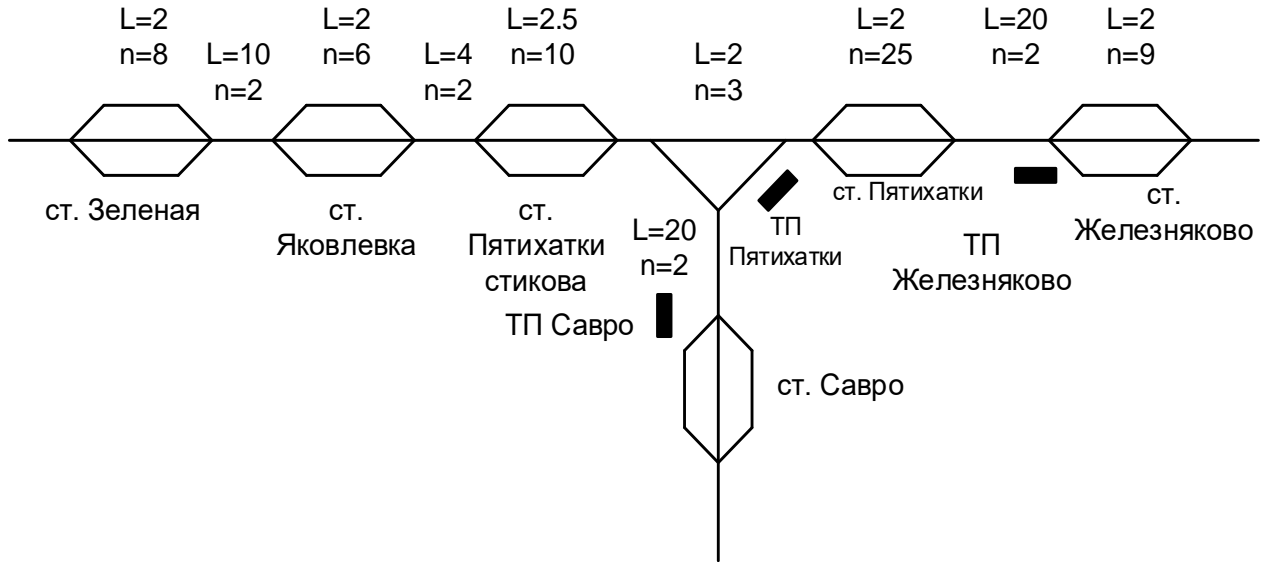 L=2
n=8
L=10
n=2
L=2
n=6
L=4
n=2
L=2.5
n=10
L=2
n=3
L=2
n=25
L=20
n=2
L=2
n=9
ст. Зеленая
ст.
Яковлевка
ст.
Пятихатки
стикова
L=20
n=2
ТП Савро
ТП
Пятихатки
ст. Пятихатки
ТП
Железняково
ст.
Железняково
ст. Савро